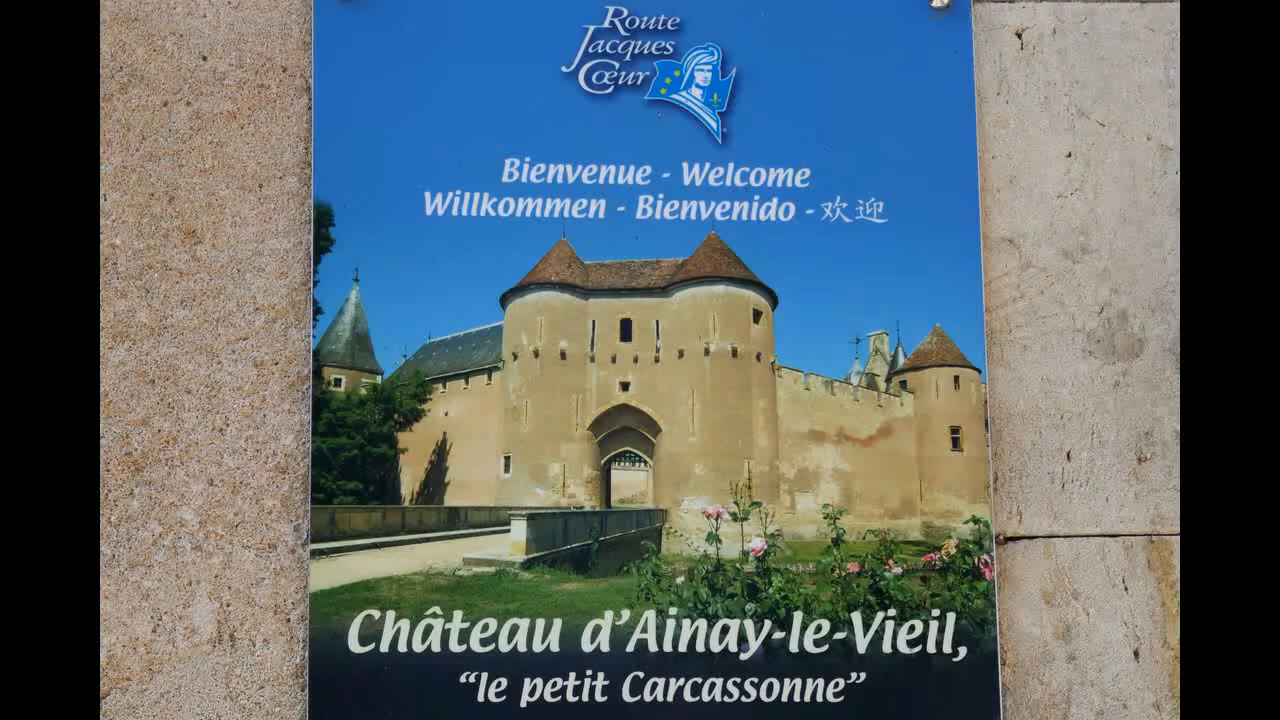 Route
Jacques
Cœur
Bienvenue - Welcome
Willkommen - Bienvenido - 欢迎
Château d'Ainay-le-Vieil,
“le petit Carcassonne”